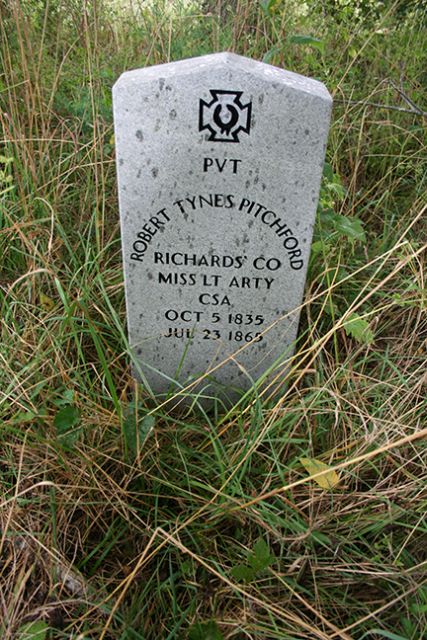 PVT
ROBERT TYNES PITCHFORD
RICHARDS' CO
MISS LT ARTY
CSA
OCT 5 1835
JUL 23 1865